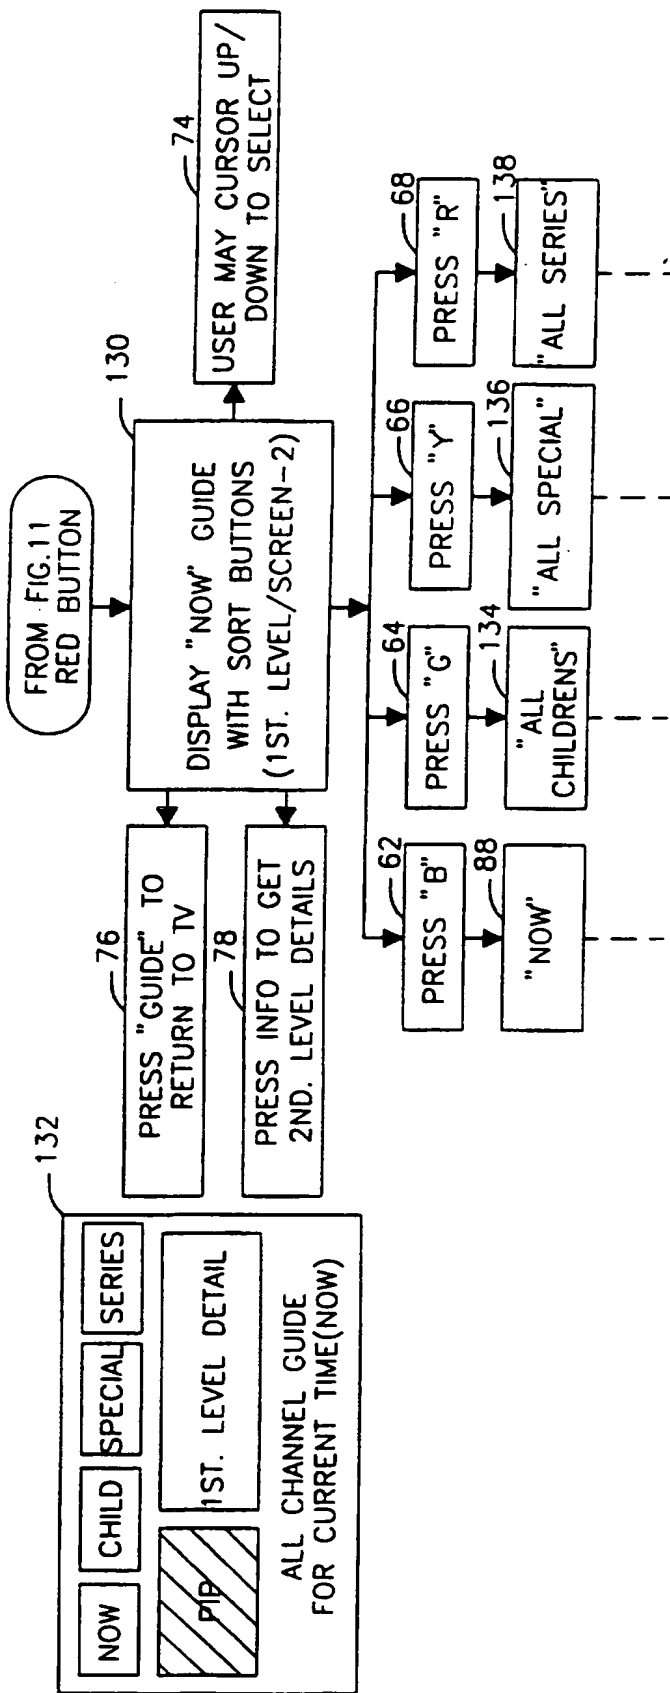 FROM FIG.11
RED BUTTON
130
DISPLAY "NOW" GUIDE
WITH SORT BUTTONS
(1ST. LEVEL/SCREEN-2)
74
USER MAY CURSOR UP/
DOWN TO SELECT
76
PRESS "GUIDE" TO
RETURN TO TV
78
PRESS INFO TO GET
2ND. LEVEL DETAILS
132
NOW
CHILD
SPECIAL
SERIES
PIP
1ST. LEVEL DETAIL
ALL CHANNEL GUIDE
FOR CURRENT TIME(NOW)
62
PRESS "B"
64
PRESS "G"
66
PRESS "Y"
68
PRESS "R"
88
"NOW"
134
"ALL
CHILDRENS"
136
"ALL SPECIAL"
138
"ALL SERIES"